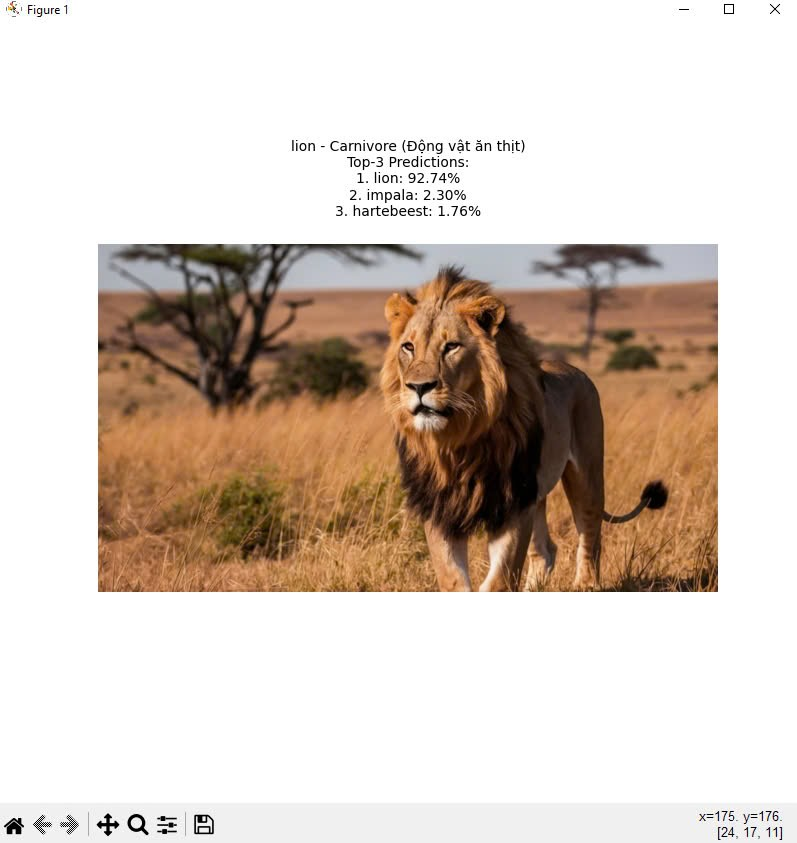 Figure 1
lion - Carnivore (Động vật ăn thịt)
Top-3 Predictions:
1. lion: 92.74%
2. impala: 2.30%
3. hartebeest: 1.76%
x=175. y=176.
[24, 17, 11]